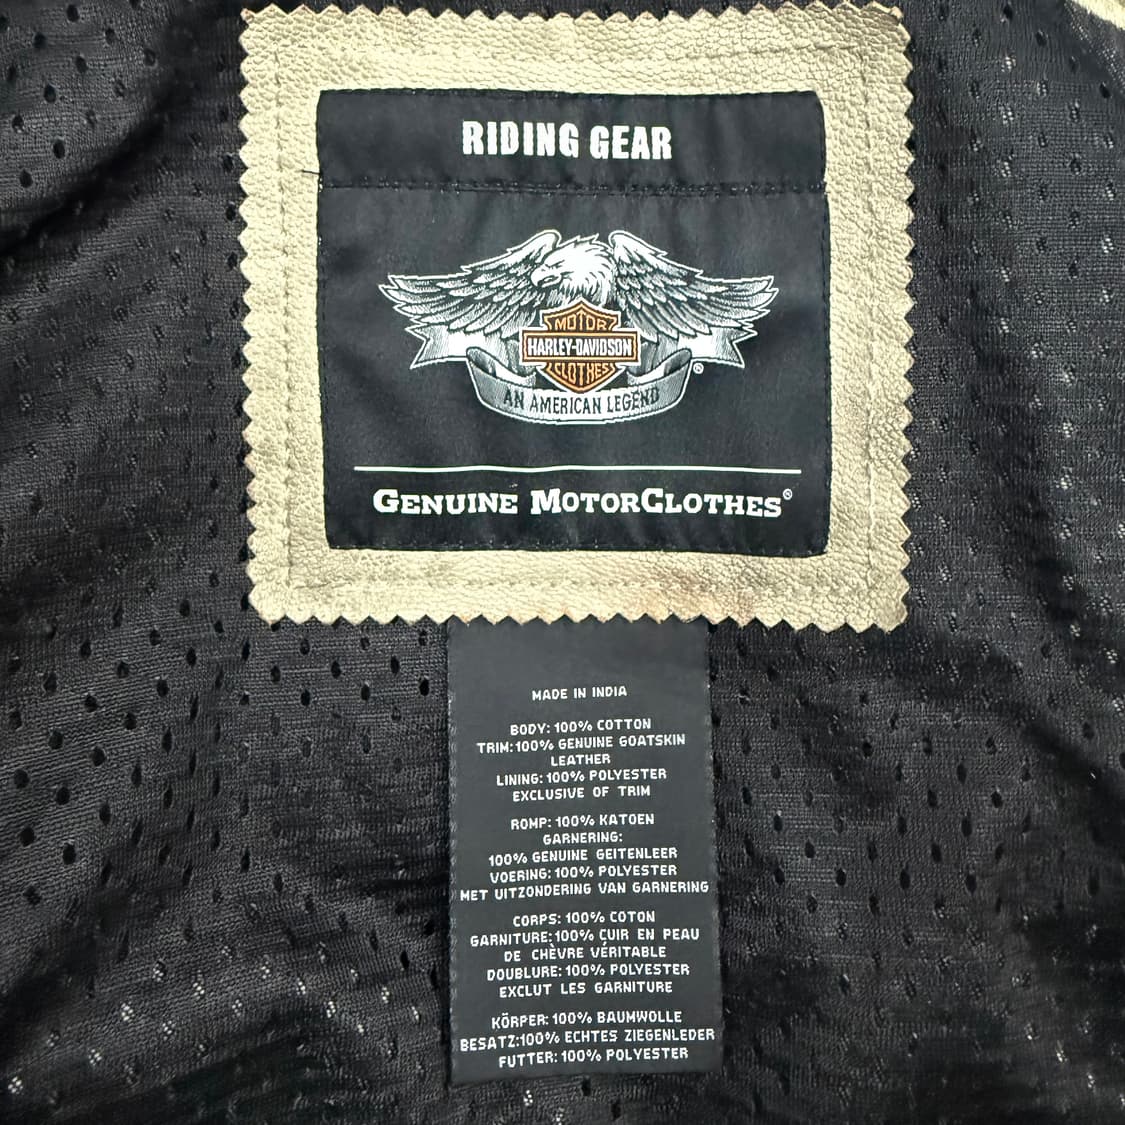 RIDING GEAR
MOTOR
HARLEY-DAVIDSON
CLOTHES
®
AN AMERICAN LEGEND
GENUINE MOTORCLOTHES®
MADE IN INDIA
BODY: 100% COTTON
TRIM:100% GENUINE GOATSKIN
LEATHER
LINING: 100% POLYESTER
EXCLUSIVE OF TRIM
ROMP: 100% KATOEN
GARNERING:
100% GENUINE GEITENLEER
VOERING: 100% POLYESTER
MET UITZONDERING VAN GARNERING
CORPS: 100% COTON
GARNITURE:100% CUIR EN PEAU
DE CHÈVRE VÉRITABLE
DOUBLURE: 100% POLYESTER
EXCLUT LES GARNITURE
KÖRPER: 100% BAUMWOLLE
BESATZ:100% ECHTES ZIEGENLEDER
FUTTER: 100% POLYESTER